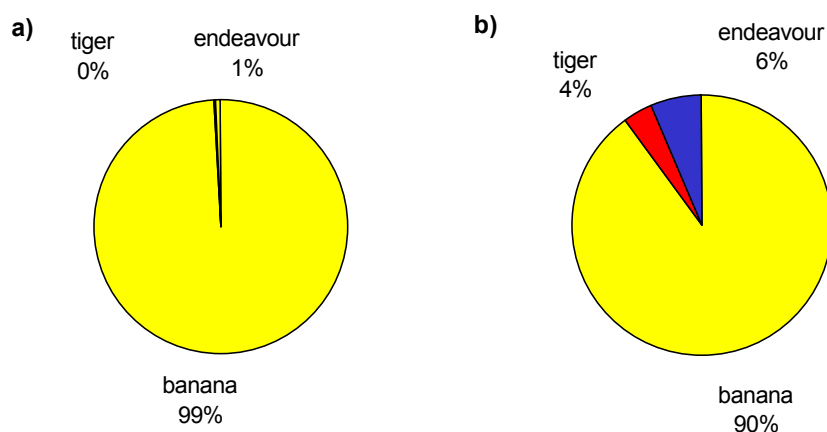 a)
tiger
0%
endeavour
1%
banana
99%
b)
tiger
4%
endeavour
6%
banana
90%